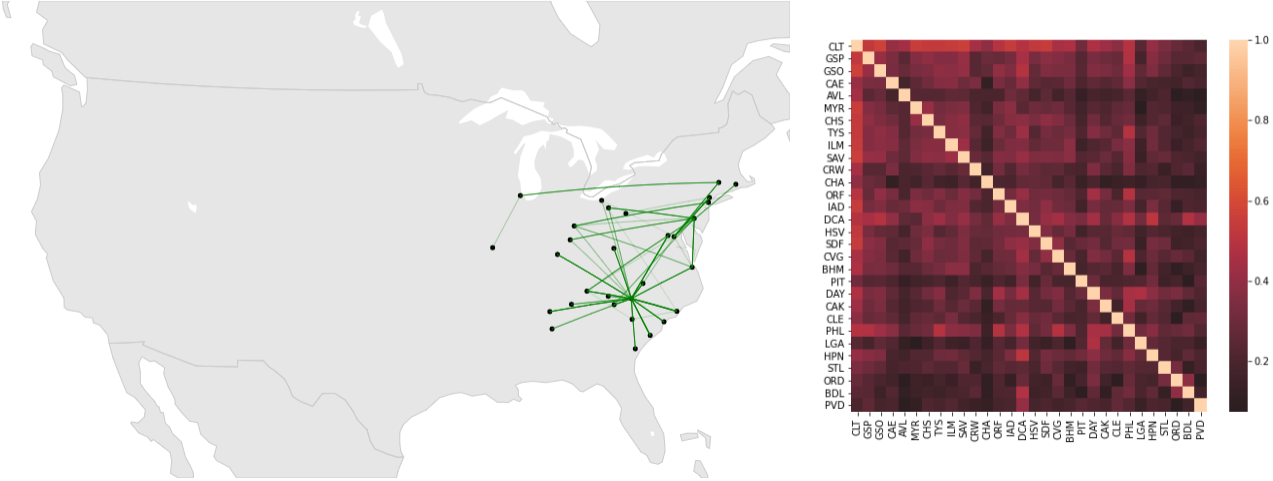 CLT
GSP
GSO
CAE
AVL
MYR
CHS
TYS
ILM
SAV
CRW
CHA
ORF
IAD
DCA
HSV
SDF
CVG
BHM
PIT
DAY
CAK
CLE
PHL
LGA
HPN
STL
ORD
BDL
PVD
CLT GSP GSO CAE AVL MYR CHS TYS ILM SAV CRW CHA ORF IAD DCA HSV SDF CVG BHM PIT DAY CAK CLE PHL LGA HPN STL ORD BDL PVD
1.0
0.8
0.6
0.4
0.2